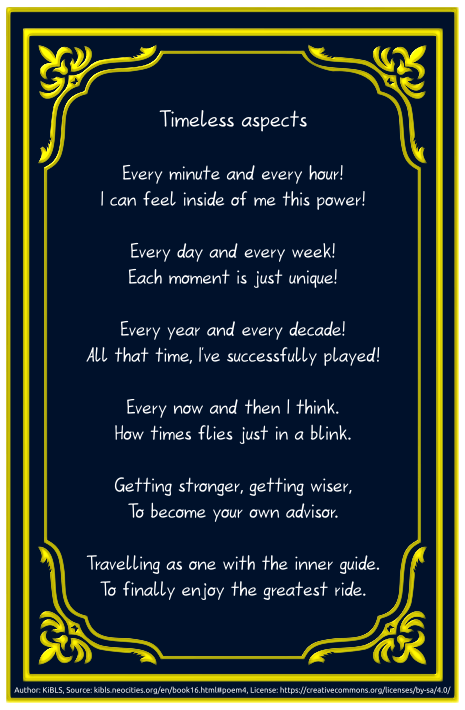 Timeless aspects
Every minute and every hour!
I can feel inside of me this power!
Every day and every week!
Each moment is just unique!
Every year and every decade!
All that time, I've successfully played!
Every now and then I think.
How times flies just in a blink.
Getting stronger, getting wiser,
To become your own advisor.
Travelling as one with the inner guide.
To finally enjoy the greatest ride.
Author: KiBLS, Source: kibls.neocities.org/en/book16.html#poem4, License: https://creativecommons.org/licenses/by-sa/4.0/